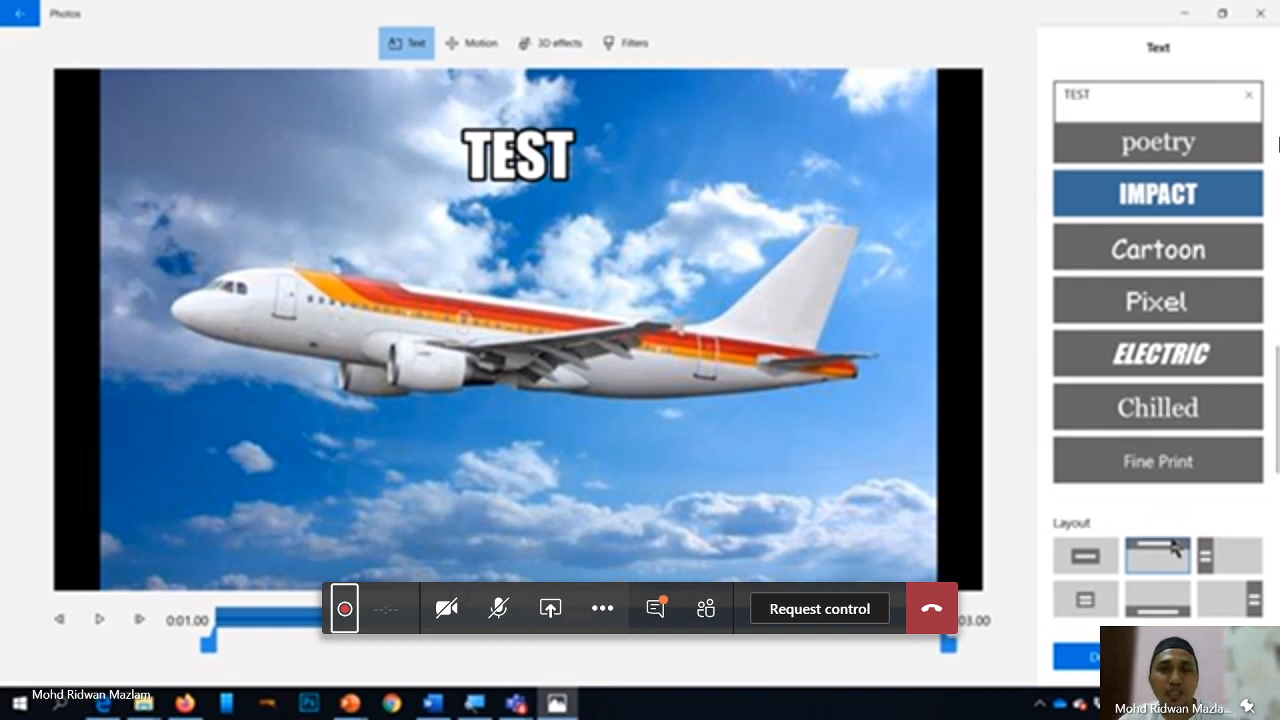 Photos
Text
Motion
3D effects
Filters
Text
TEST
TEST
poetry
IMPACT
Cartoon
Pixel
ELECTRIC
Chilled
Fine Print
Layout
0:01.00
--:--
Request control
03.00
Mohd Ridwan Mazlam
Mohd Ridwan Mazla...